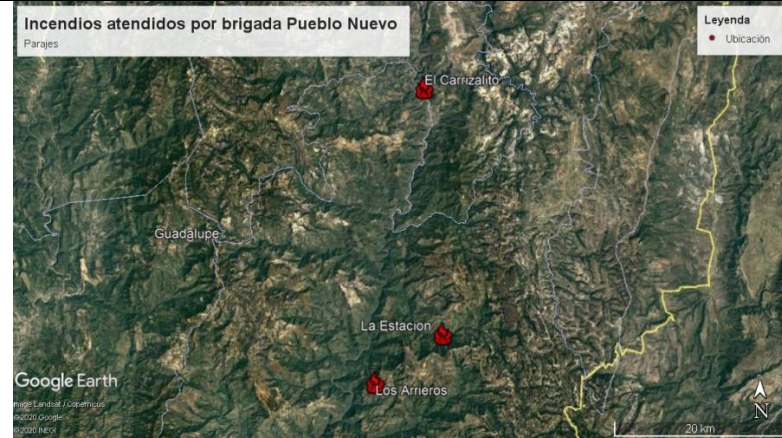 Incendios atendidos por brigada Pueblo Nuevo
Parajes
Leyenda
Ubicación
El Carrizalito
Guadalupe
La Estacion
Los Arrieros
Google Earth
Image Landsat / Copernicus
©2020 Google
©2020 INEGI
N
20 km